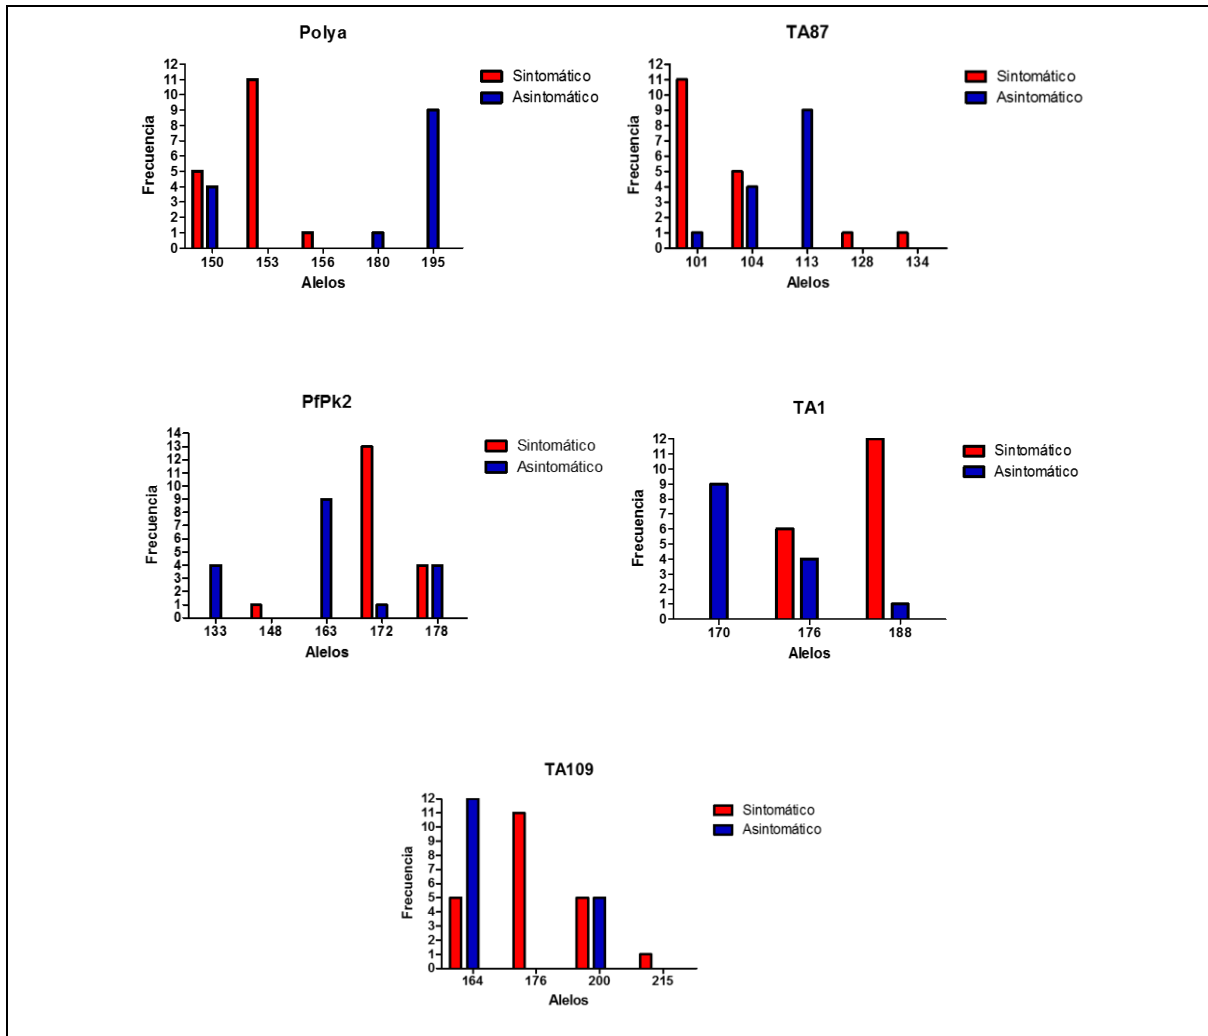 Polya
12
11
10
9
8
7
6
5
4
3
2
1
0
Frecuencia
150 153 156 180 195
Alelos
Sintomático
Asintomático
TA87
12
11
10
9
8
7
6
5
4
3
2
1
0
Frecuencia
101 104 113 128 134
Alelos
Sintomático
Asintomático
PfPk2
14
13
12
11
10
9
8
7
6
5
4
3
2
1
0
Frecuencia
133 148 163 172 178
Alelos
Sintomático
Asintomático
TA1
12
11
10
9
8
7
6
5
4
3
2
1
0
Frecuencia
170 176 188
Alelos
Sintomático
Asintomático
TA109
12
11
10
9
8
7
6
5
4
3
2
1
0
Frecuencia
164 176 200 215
Alelos
Sintomático
Asintomático